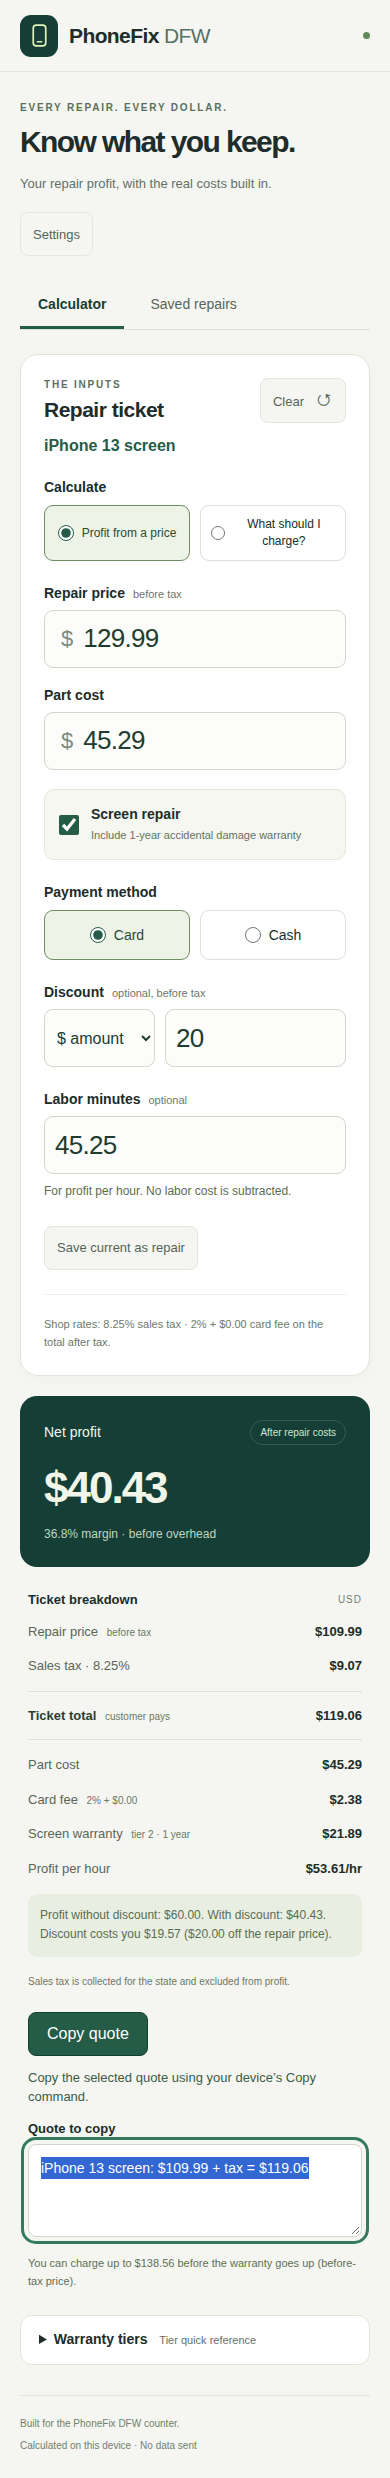 PhoneFix DFW
EVERY REPAIR. EVERY DOLLAR.
Know what you keep.
Your repair profit, with the real costs built in.
Settings
Calculator Saved repairs
THE INPUTS
Repair ticket
Clear
iPhone 13 screen
Calculate
Profit from a price
What should I
charge?
Repair price before tax
$ 129.99
Part cost
$ 45.29
Screen repair
Include 1-year accidental damage warranty
Payment method
Card Cash
Discount optional, before tax
$ amount 20
Labor minutes optional
45.25
For profit per hour. No labor cost is subtracted.
Save current as repair
Shop rates: 8.25% sales tax · 2% + $0.00 card fee on the
total after tax.
Net profit After repair costs
$40.43
36.8% margin · before overhead
Ticket breakdown USD
Repair price before tax $109.99
Sales tax · 8.25% $9.07
Ticket total customer pays $119.06
Part cost $45.29
Card fee 2% + $0.00 $2.38
Screen warranty tier 2 · 1 year $21.89
Profit per hour $53.61/hr
Profit without discount: $60.00. With discount: $40.43.
Discount costs you $19.57 ($20.00 off the repair price).
Sales tax is collected for the state and excluded from profit.
Copy quote
Copy the selected quote using your device’s Copy
command.
Quote to copy
iPhone 13 screen: $109.99 + tax = $119.06
You can charge up to $138.56 before the warranty goes up (before-
tax price).
Warranty tiers Tier quick reference
Built for the PhoneFix DFW counter.
Calculated on this device · No data sent